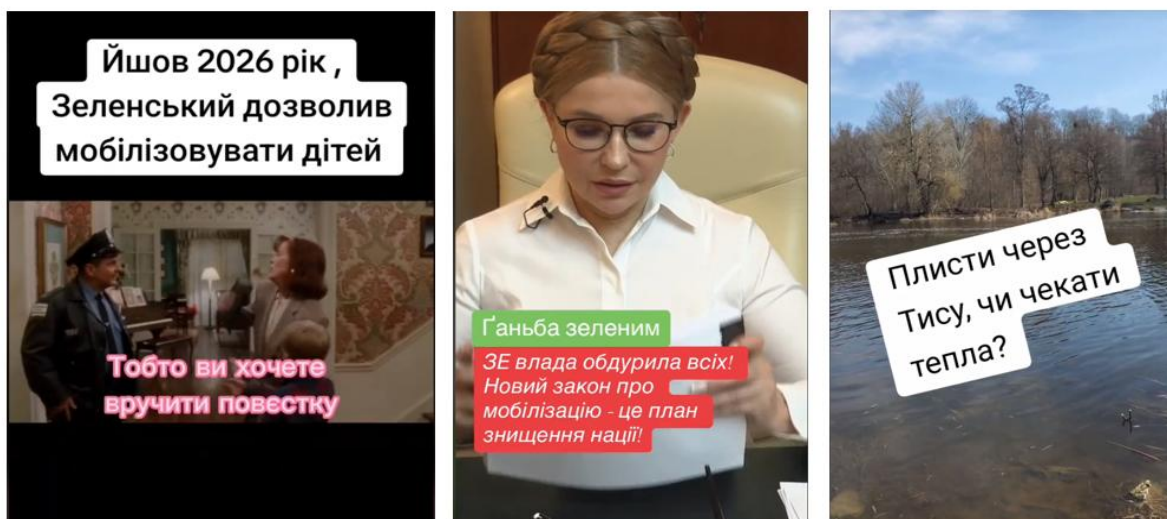 Йшов 2026 рік ,
Зеленський дозволив
мобілізовувати дітей
Тобто ви хочете
вручити повєстку
Ґаньба зеленим
ЗЕ влада обдурила всіх!
Новий закон про
мобілізацію - це план
знищення нації!
Плисти через
Тису, чи чекати
тепла?